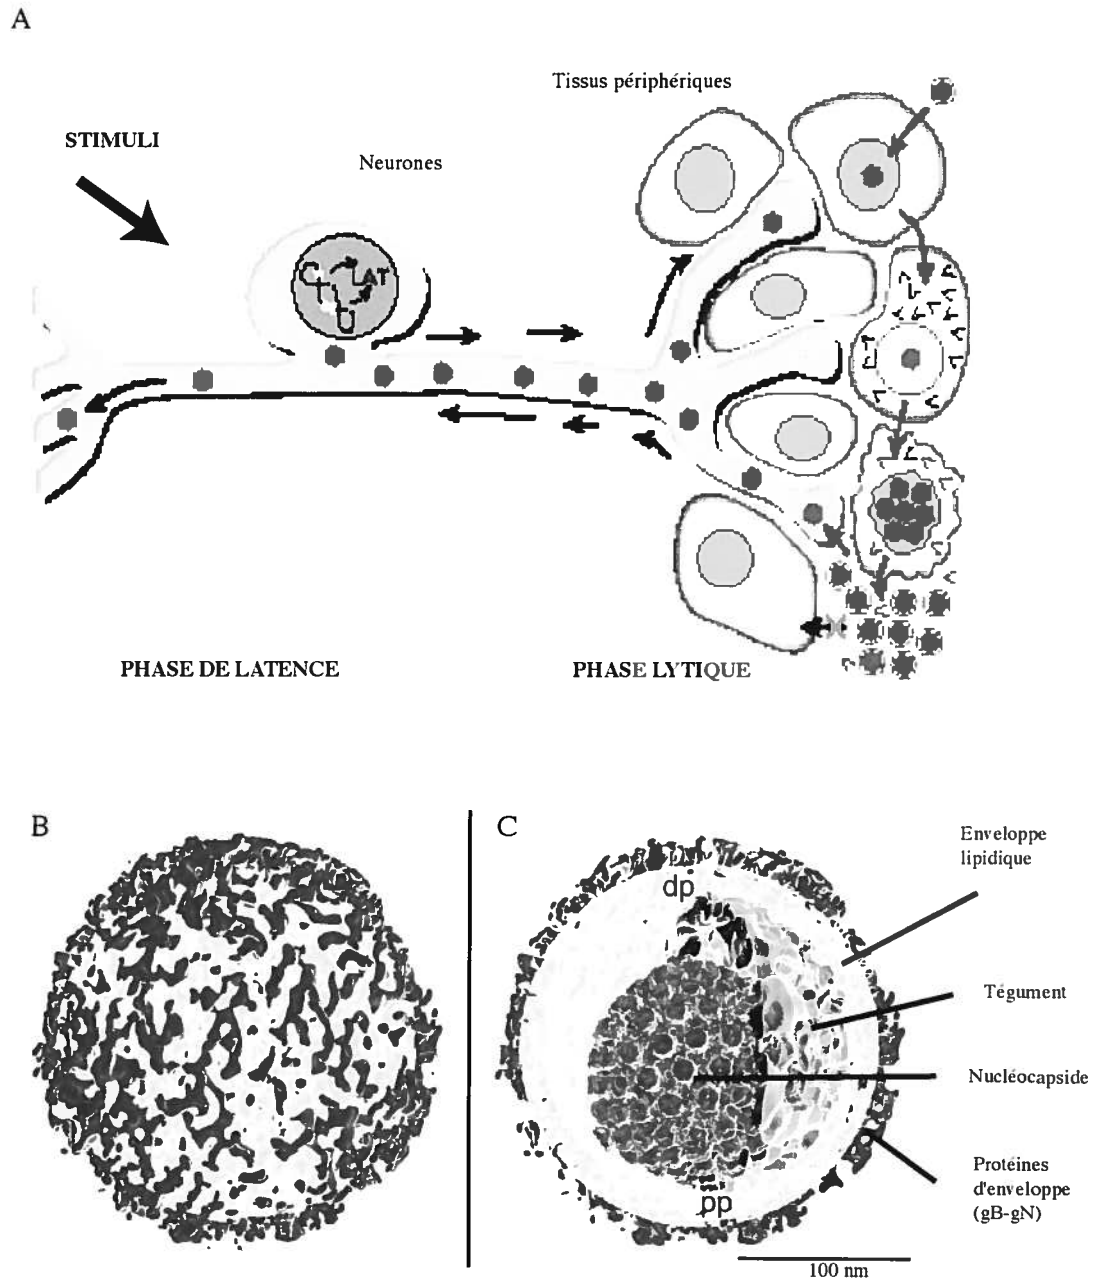 A
Tissus périphériques
STIMULI
Neurones
LAT
PHASE DE LATENCE
PHASE LYTIQUE
B
C
Enveloppe
lipidique
dp
Tégument
Nucléocapside
Protéines
d'enveloppe
(gB-gN)
pp
100 nm